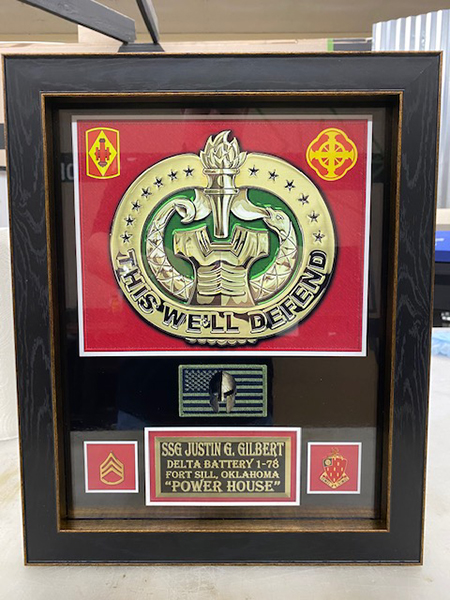 THIS WE'LL DEFEND
SSG JUSTIN G. GILBERT
DELTA BATTERY 1-78
FORT SILL, OKLAHOMA
"POWER HOUSE"